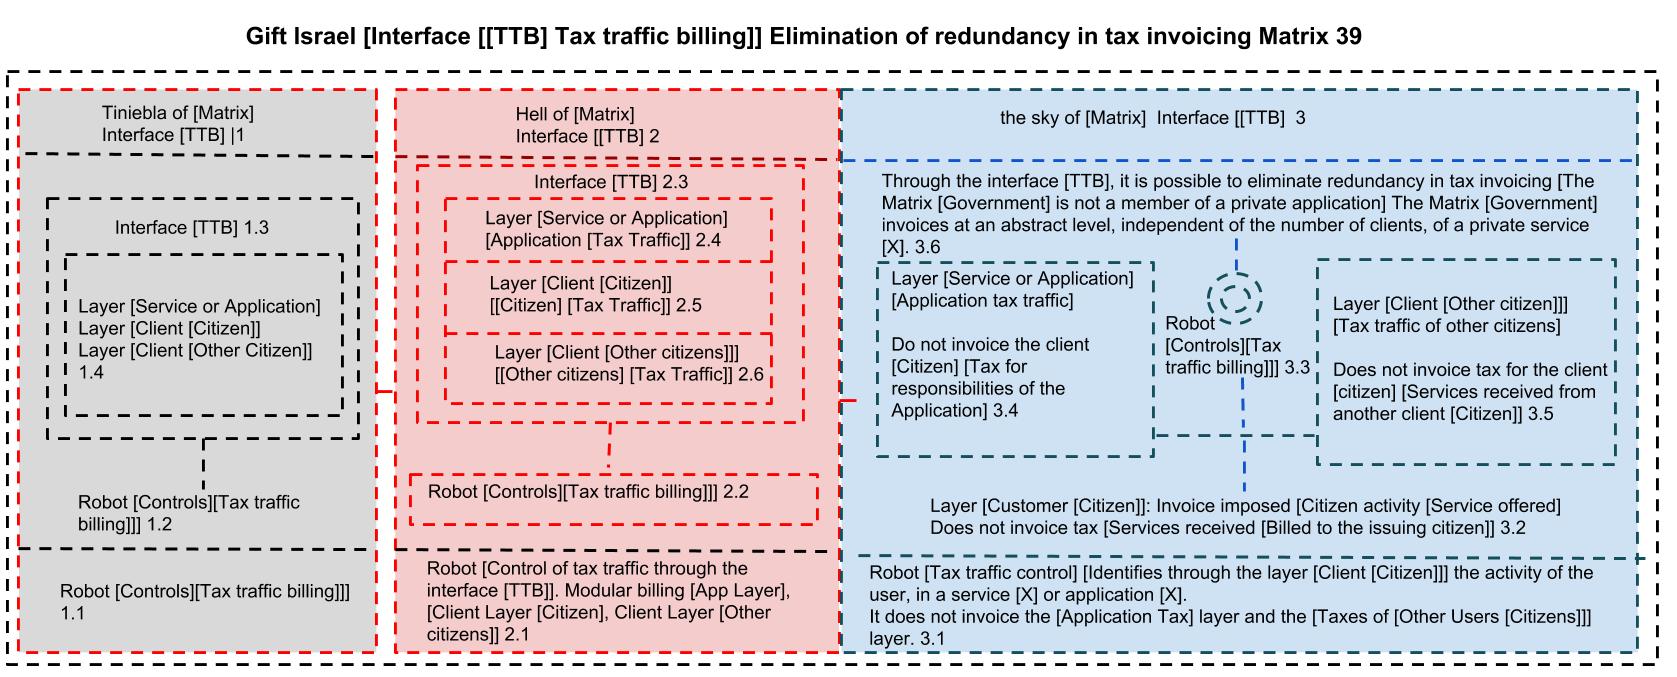 Gift Israel [Interface [[TTB] Tax traffic billing]] Elimination of redundancy in tax invoicing Matrix 39
Tiniebla of [Matrix]
Interface [TTB] |1
Interface [TTB] 1.3
Layer [Service or Application]
Layer [Client [Citizen]]
Layer [Client [Other Citizen]]
1.4
Robot [Controls][Tax traffic
billing]]] 1.2
Robot [Controls][Tax traffic billing]]]
1.1
Hell of [Matrix]
Interface [[TTB] 2
Interface [TTB] 2.3
Layer [Service or Application]
[Application [Tax Traffic]] 2.4
Layer [Client [Citizen]]
[[Citizen] [Tax Traffic]] 2.5
Layer [Client [Other citizens]]]
[[Other citizens] [Tax Traffic]] 2.6
Robot [Controls][Tax traffic billing]]] 2.2
Robot [Control of tax traffic through the
interface [TTB]]. Modular billing [App Layer],
[Client Layer [Citizen], Client Layer [Other
citizens]] 2.1
the sky of [Matrix]  Interface [[TTB]  3
Through the interface [TTB], it is possible to eliminate redundancy in tax invoicing [The
Matrix [Government] is not a member of a private application] The Matrix [Government]
invoices at an abstract level, independent of the number of clients, of a private service
[X]. 3.6
Layer [Service or Application]
[Application tax traffic]
Do not invoice the client
[Citizen] [Tax for
responsibilities of the
Application] 3.4
Robot
[Controls][Tax
traffic billing]]] 3.3
Layer [Client [Other citizen]]]
[Tax traffic of other citizens]
Does not invoice tax for the client
[citizen] [Services received from
another client [Citizen]] 3.5
Layer [Customer [Citizen]]: Invoice imposed [Citizen activity [Service offered]
Does not invoice tax [Services received [Billed to the issuing citizen]] 3.2
Robot [Tax traffic control] [Identifies through the layer [Client [Citizen]]] the activity of the
user, in a service [X] or application [X].
It does not invoice the [Application Tax] layer and the [Taxes of [Other Users [Citizens]]]
layer. 3.1